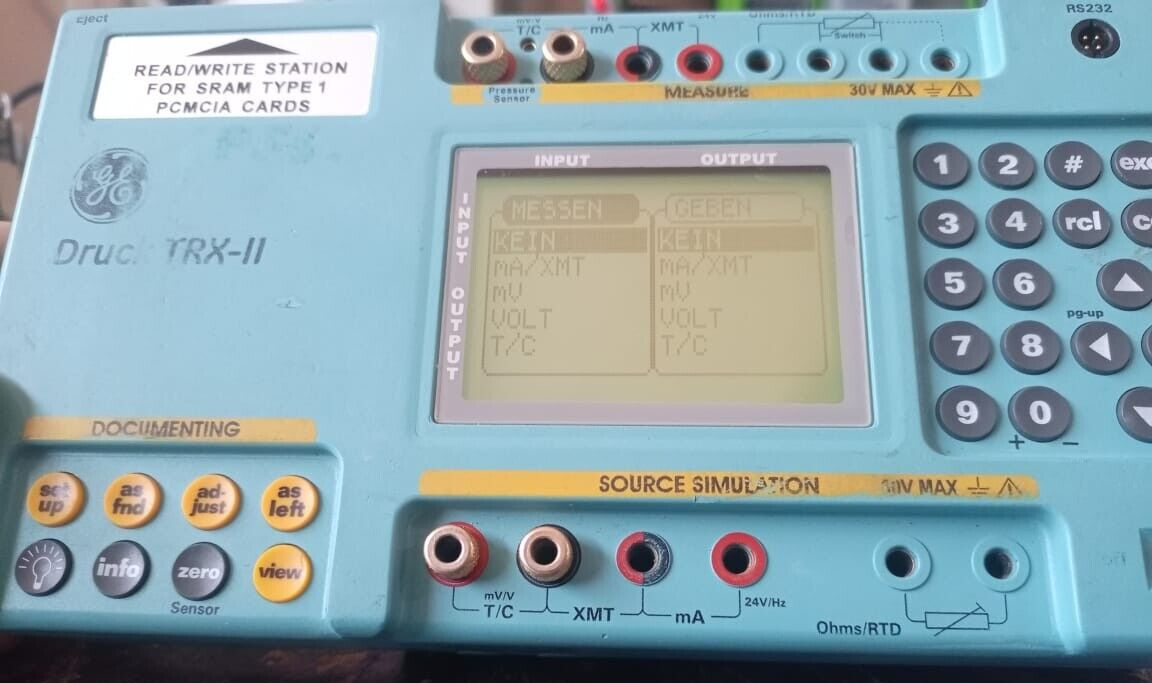 Eject
READ/WRITE STATION
FOR SRAM TYPE 1
PCMCIA CARDS
GE
Druck TRX-II
mV/V
T/C
mA
XMT
24V
Ohms/RTD
Switch
Pressure
Sensor
MEASURE
30V MAX
RS232
INPUT OUTPUT
INPUT OUTPUT
MESSEN GEBEN
KEIN KEIN
mA/XMT mA/XMT
mV mV
VOLT VOLT
T/C T/C
1 2 #
3 4 rcl
5 6
pg-up
7 8
9 0
+ −
DOCUMENTING
set up
as fnd
ad-just
as left
info
zero
view
Sensor
SOURCE SIMULATION 30V MAX
mV/V
T/C
XMT
mA
24V/Hz
Ohms/RTD